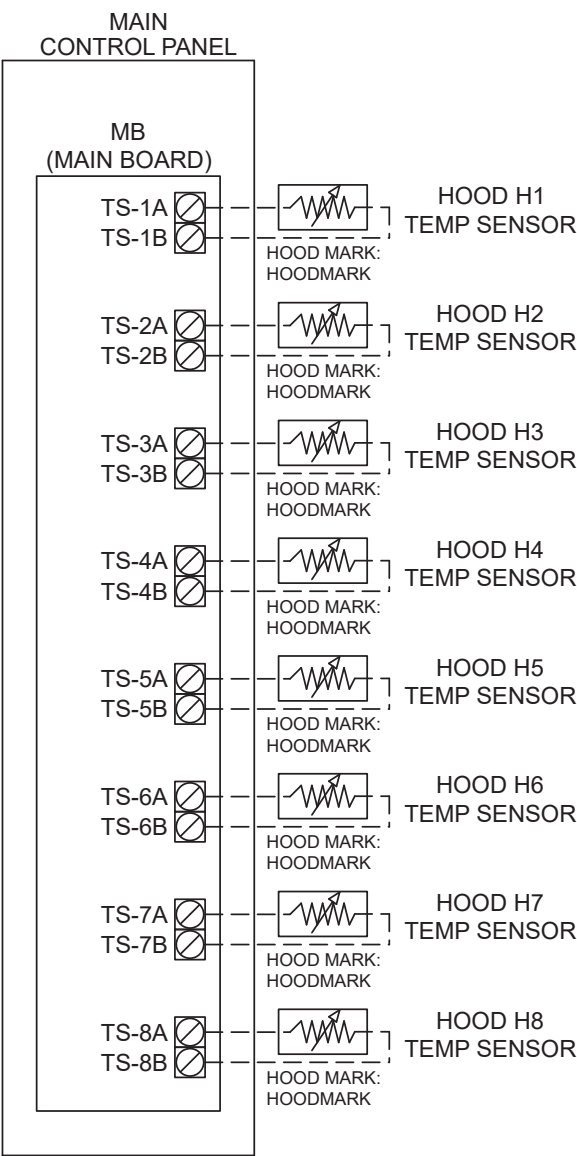 MAIN
CONTROL PANEL
MB
(MAIN BOARD)
TS-1A
TS-1B
HOOD H1
TEMP SENSOR
HOOD MARK:
HOODMARK
TS-2A
TS-2B
HOOD H2
TEMP SENSOR
HOOD MARK:
HOODMARK
TS-3A
TS-3B
HOOD H3
TEMP SENSOR
HOOD MARK:
HOODMARK
TS-4A
TS-4B
HOOD H4
TEMP SENSOR
HOOD MARK:
HOODMARK
TS-5A
TS-5B
HOOD H5
TEMP SENSOR
HOOD MARK:
HOODMARK
TS-6A
TS-6B
HOOD H6
TEMP SENSOR
HOOD MARK:
HOODMARK
TS-7A
TS-7B
HOOD H7
TEMP SENSOR
HOOD MARK:
HOODMARK
TS-8A
TS-8B
HOOD H8
TEMP SENSOR
HOOD MARK:
HOODMARK